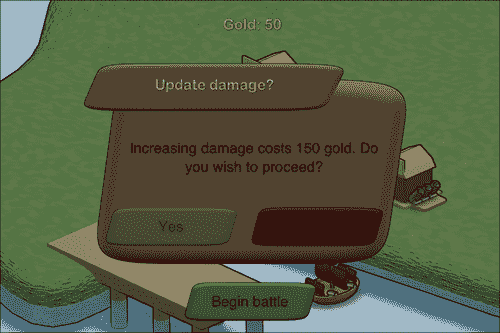 Gold: 50
Update damage?
Increasing damage costs 150 gold. Do
you wish to proceed?
Yes
Begin battle